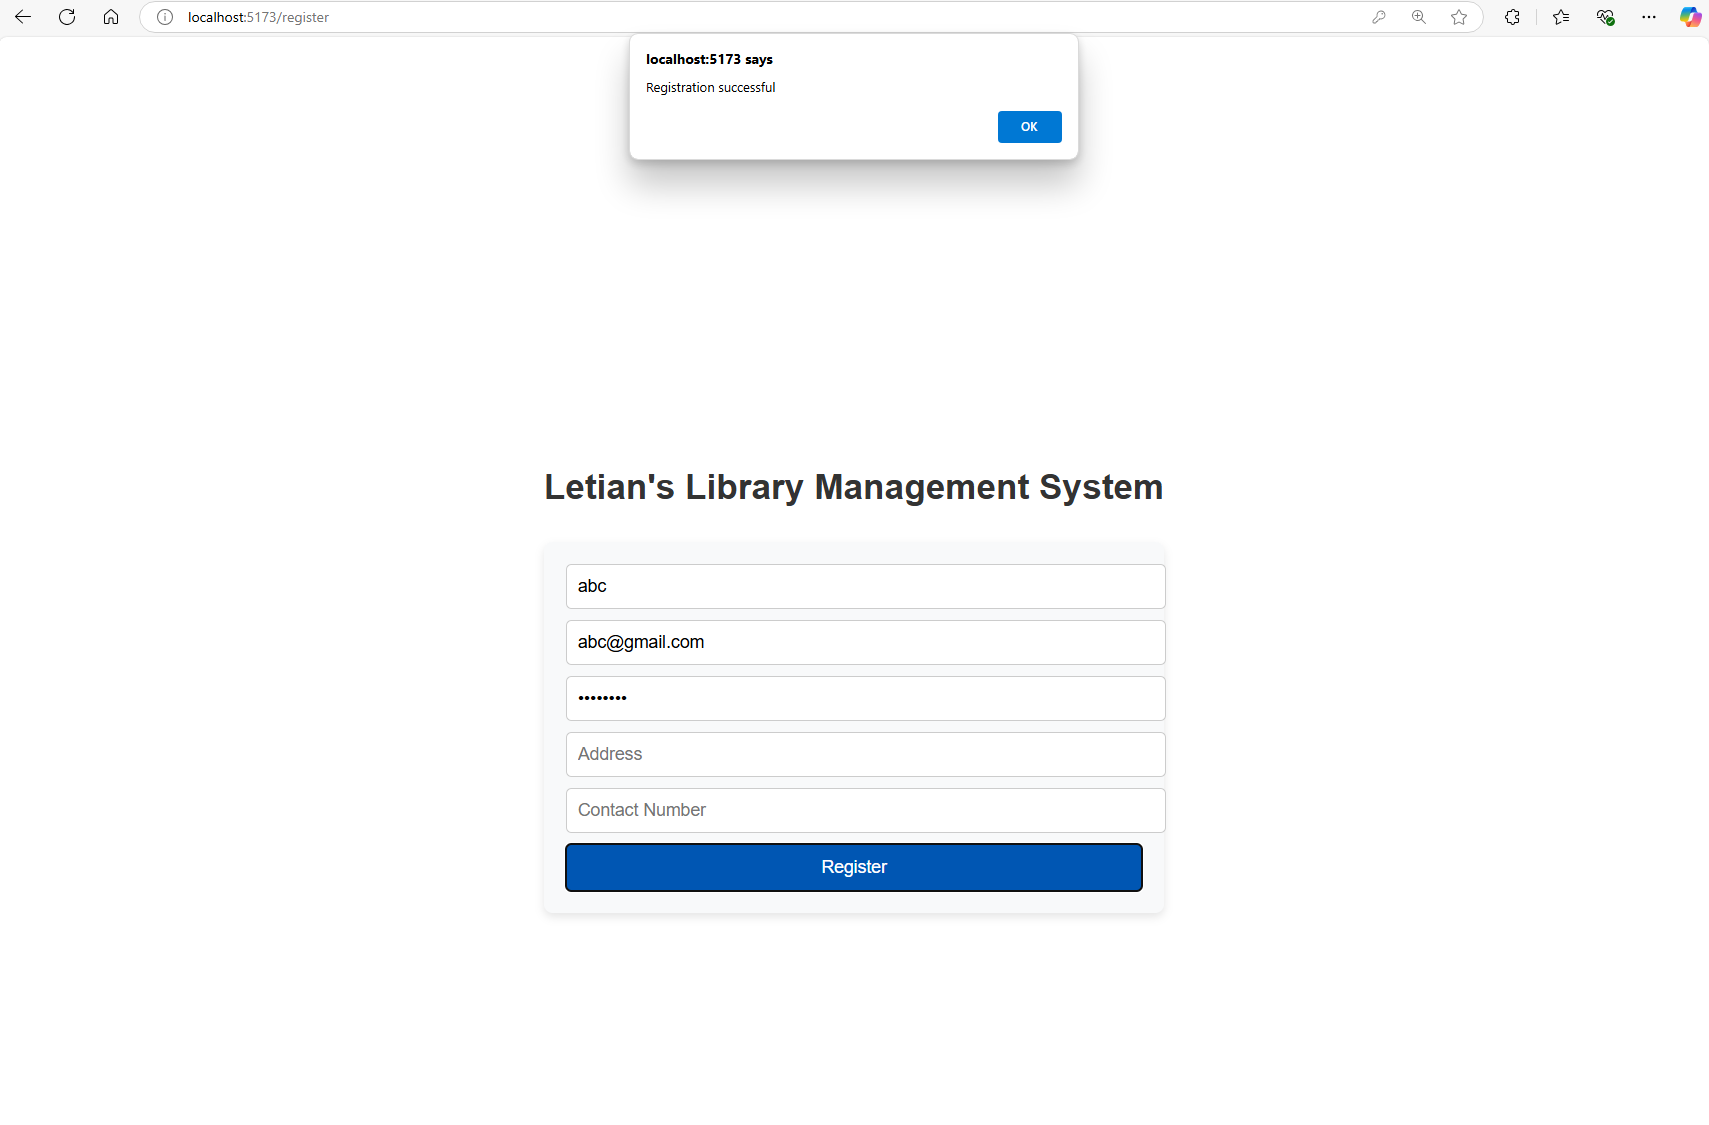 localhost:5173/register
localhost:5173 says
Registration successful
OK
Letian's Library Management System
abc
abc@gmail.com
••••••••
Address
Contact Number
Register